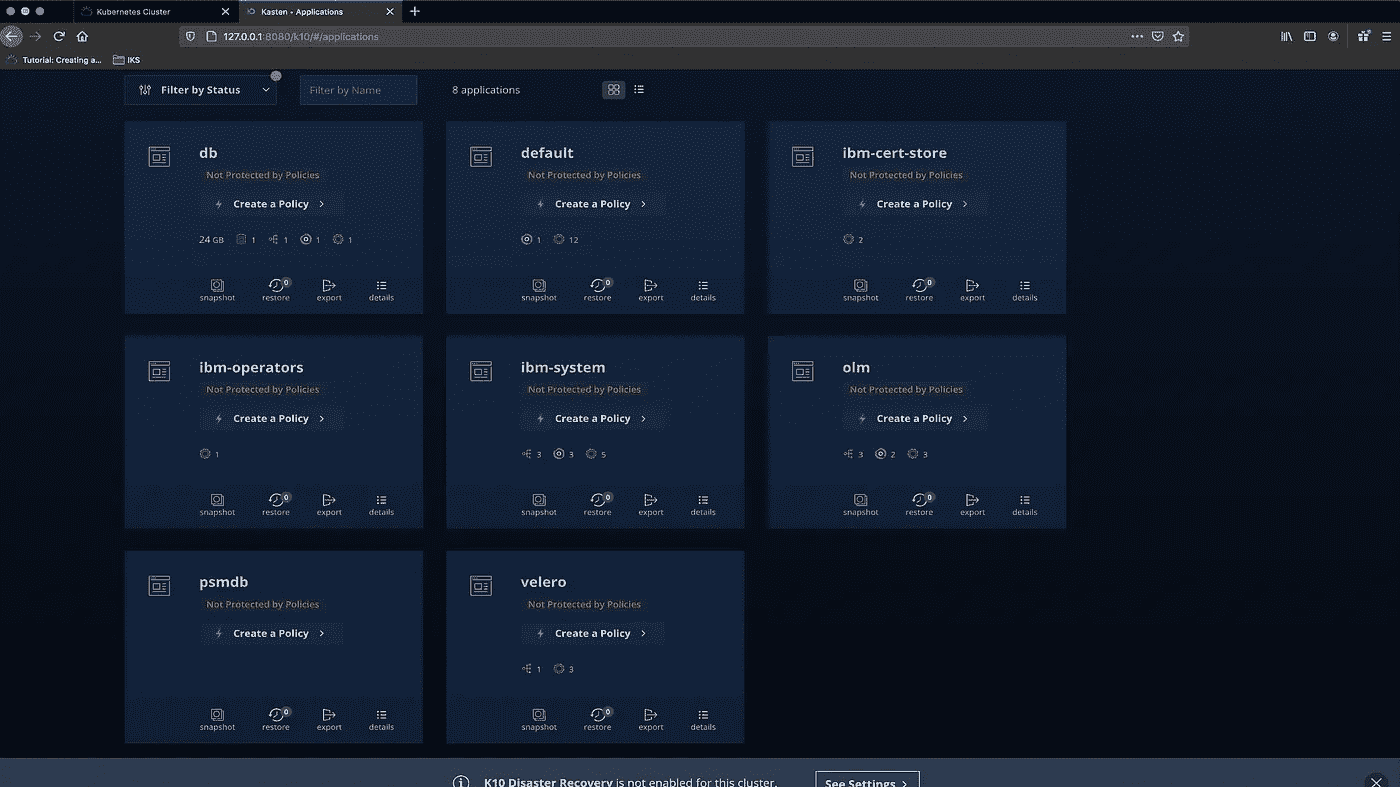 Kubernetes Cluster
Kasten • Applications
127.0.0.1:8080/k10/#/applications
Tutorial: Creating a...
IKS
Filter by Status
Filter by Name
8 applications
db
Not Protected by Policies
Create a Policy
24 GB 1 1 1 1
snapshot
0
restore
export
details
default
Not Protected by Policies
Create a Policy
1 12
snapshot
0
restore
export
details
ibm-cert-store
Not Protected by Policies
Create a Policy
2
snapshot
0
restore
export
details
ibm-operators
Not Protected by Policies
Create a Policy
1
snapshot
0
restore
export
details
ibm-system
Not Protected by Policies
Create a Policy
3 3 5
snapshot
0
restore
export
details
olm
Not Protected by Policies
Create a Policy
3 2 3
snapshot
0
restore
export
details
psmdb
Not Protected by Policies
Create a Policy
snapshot
0
restore
export
details
velero
Not Protected by Policies
Create a Policy
1 3
snapshot
0
restore
export
details
K10 Disaster Recovery is not enabled for this cluster.
See Settings